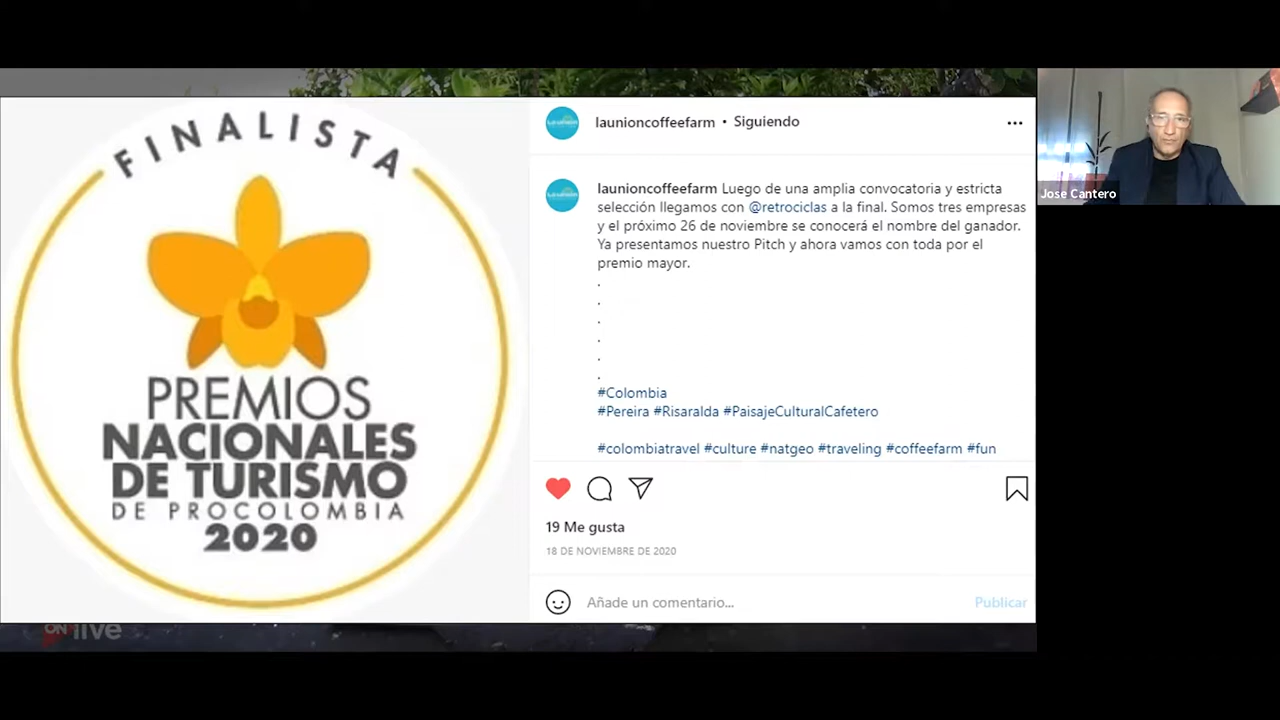 FINALISTA
PREMIOS
NACIONALES
DE TURISMO
DE PROCOLOMBIA
2020
launioncoffeefarm • Siguiendo
launioncoffeefarm Luego de una amplia convocatoria y estricta
selección llegamos con @retrociclas a la final. Somos tres empresas
y el próximo 26 de noviembre se conocerá el nombre del ganador.
Ya presentamos nuestro Pitch y ahora vamos con toda por el
premio mayor.
.
.
.
.
.
.
#Colombia
#Pereira #Risaralda #PaisajeCulturalCafetero
#colombiatravel #culture #natgeo #traveling #coffeefarm #fun
19 Me gusta
18 DE NOVIEMBRE DE 2020
Añade un comentario...
Publicar
Jose Cantero
ON live